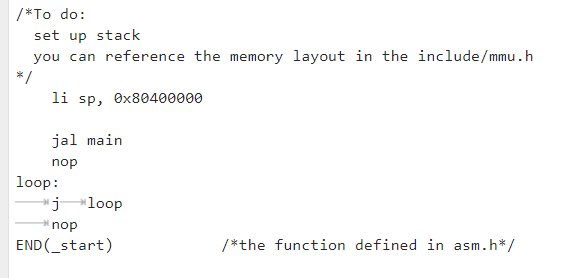 /*To do:
set up stack
you can reference the memory layout in the include/mmu.h
*/
li sp, 0x80400000
jal main
nop
loop:
j loop
nop
END(_start) /*the function defined in asm.h*/